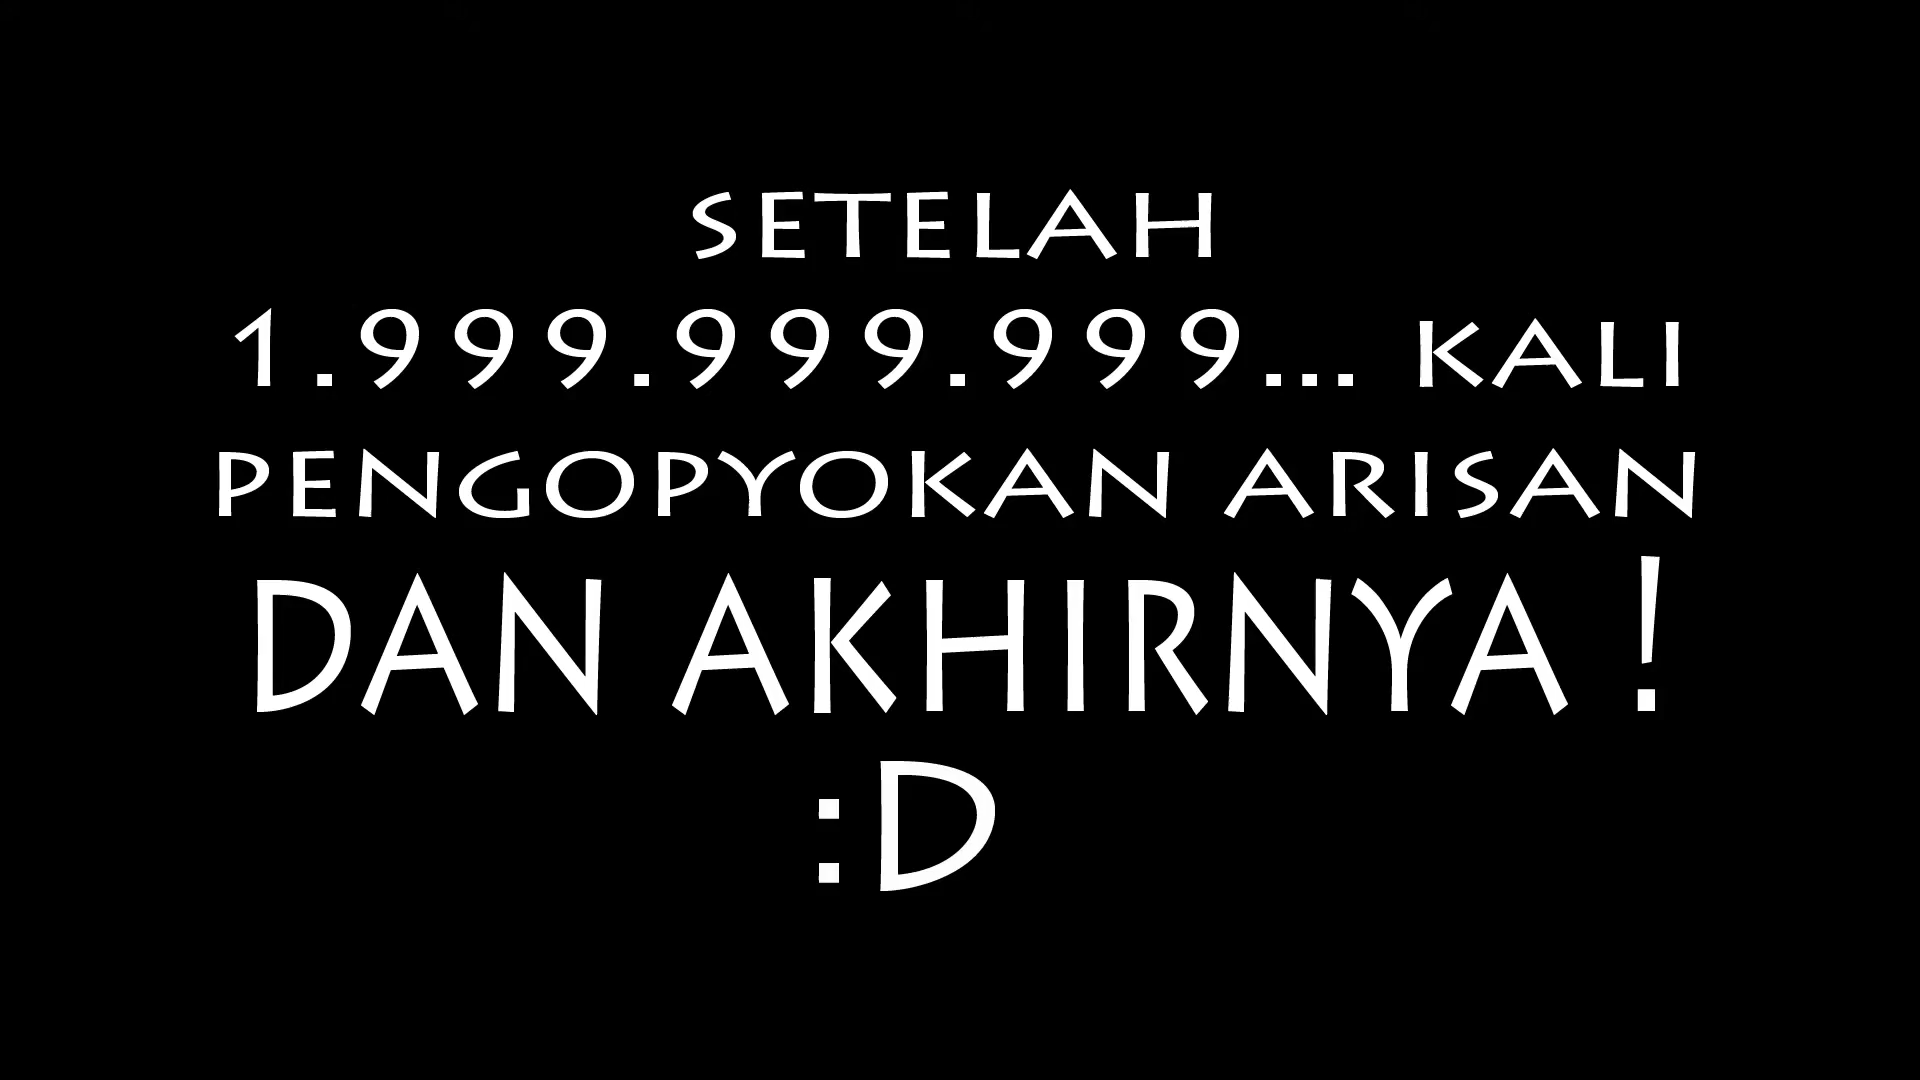 SETELAH
1.999.999.999... KALI
PENGOPYOKAN ARISAN
DAN AKHIRNYA !
:D